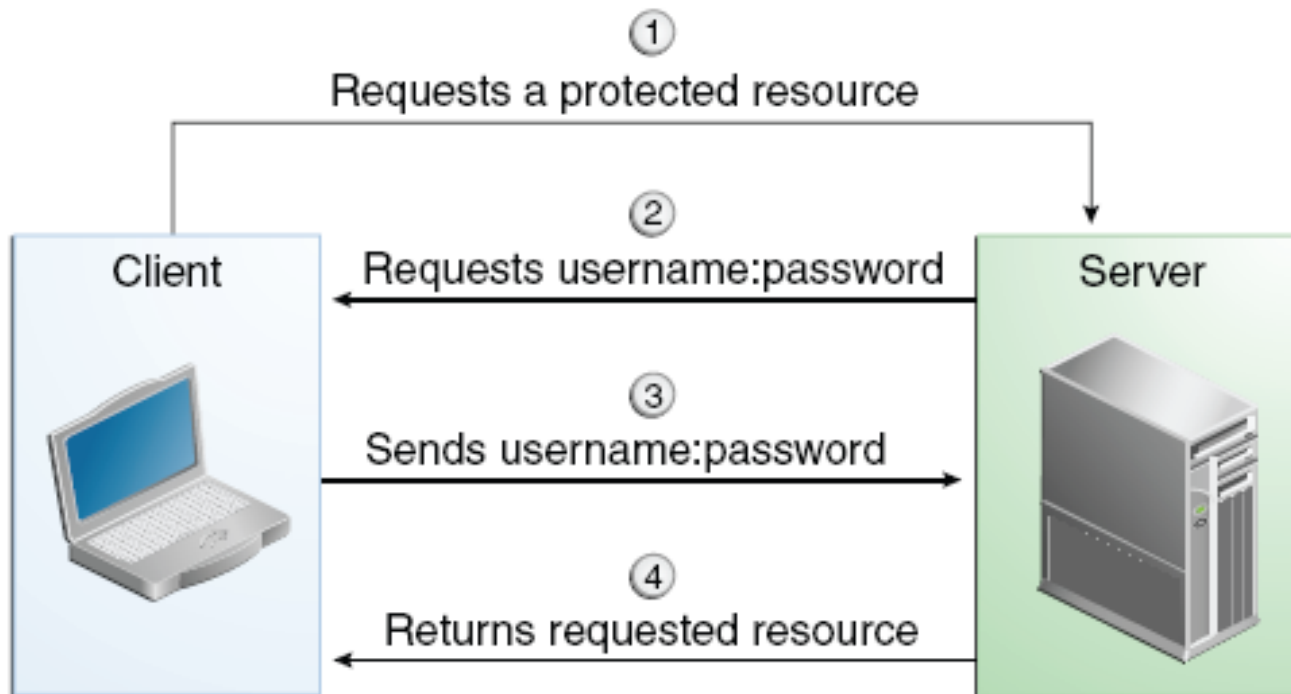 1
Requests a protected resource
2
Client
Requests username:password
Server
3
Sends username:password
4
Returns requested resource